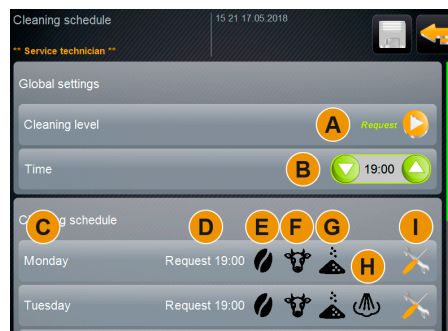 Cleaning schedule
15 21 17.05.2018
** Service technician **
Global settings
Cleaning level
A
Request
Time
B
19:00
C
D
E
F
G
I
schedule
H
Monday
Request 19:00
Tuesday
Request 19:00